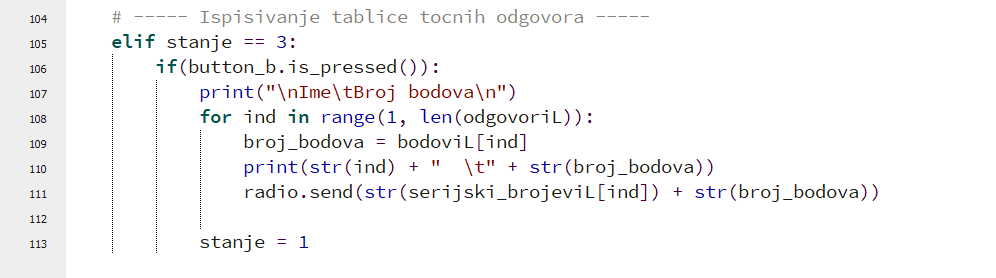 104 # ----- Ispisivanje tablice tocnih odgovora -----
105 elif stanje == 3:
106 if(button_b.is_pressed()):
107 print("\nIme\tBroj bodova\n")
108 for ind in range(1, len(odgovoriL)):
109 broj_bodova = bodoviL[ind]
110 print(str(ind) + "  \t" + str(broj_bodova))
111 radio.send(str(serijski_brojeviL[ind]) + str(broj_bodova))
112
113 stanje = 1